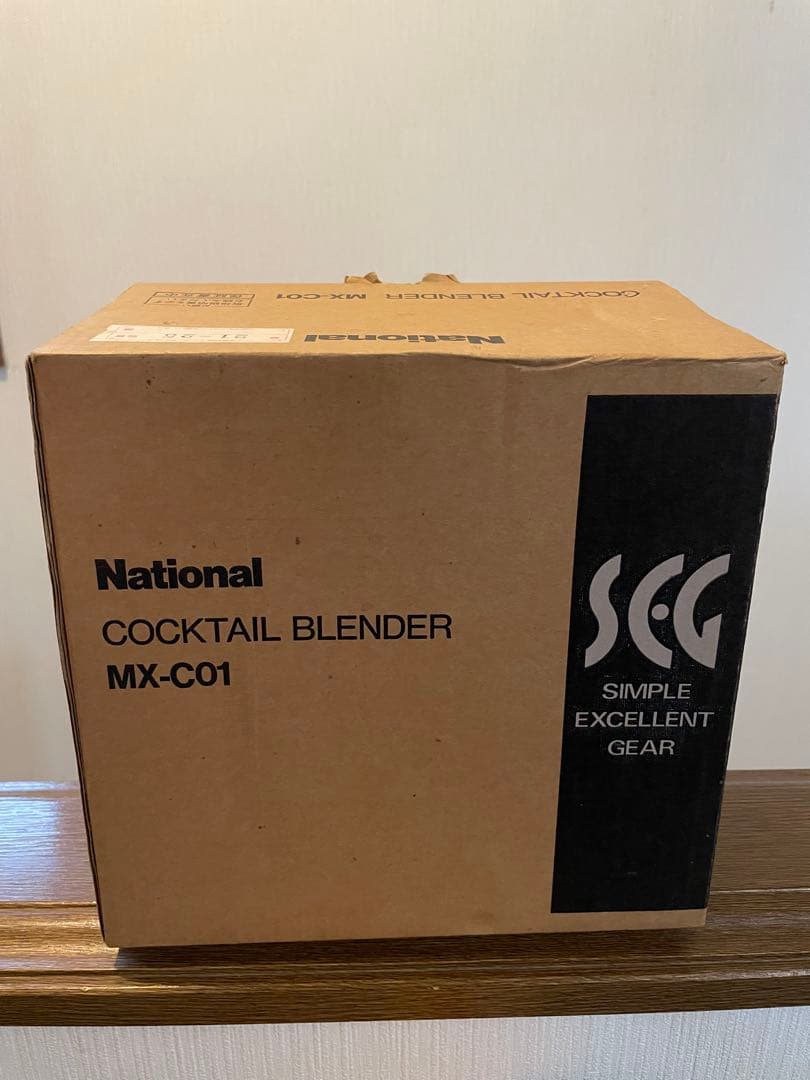 COCKTAIL BLENDER MX-C01
National
National
COCKTAIL BLENDER
MX-C01
SEG
SIMPLE
EXCELLENT
GEAR